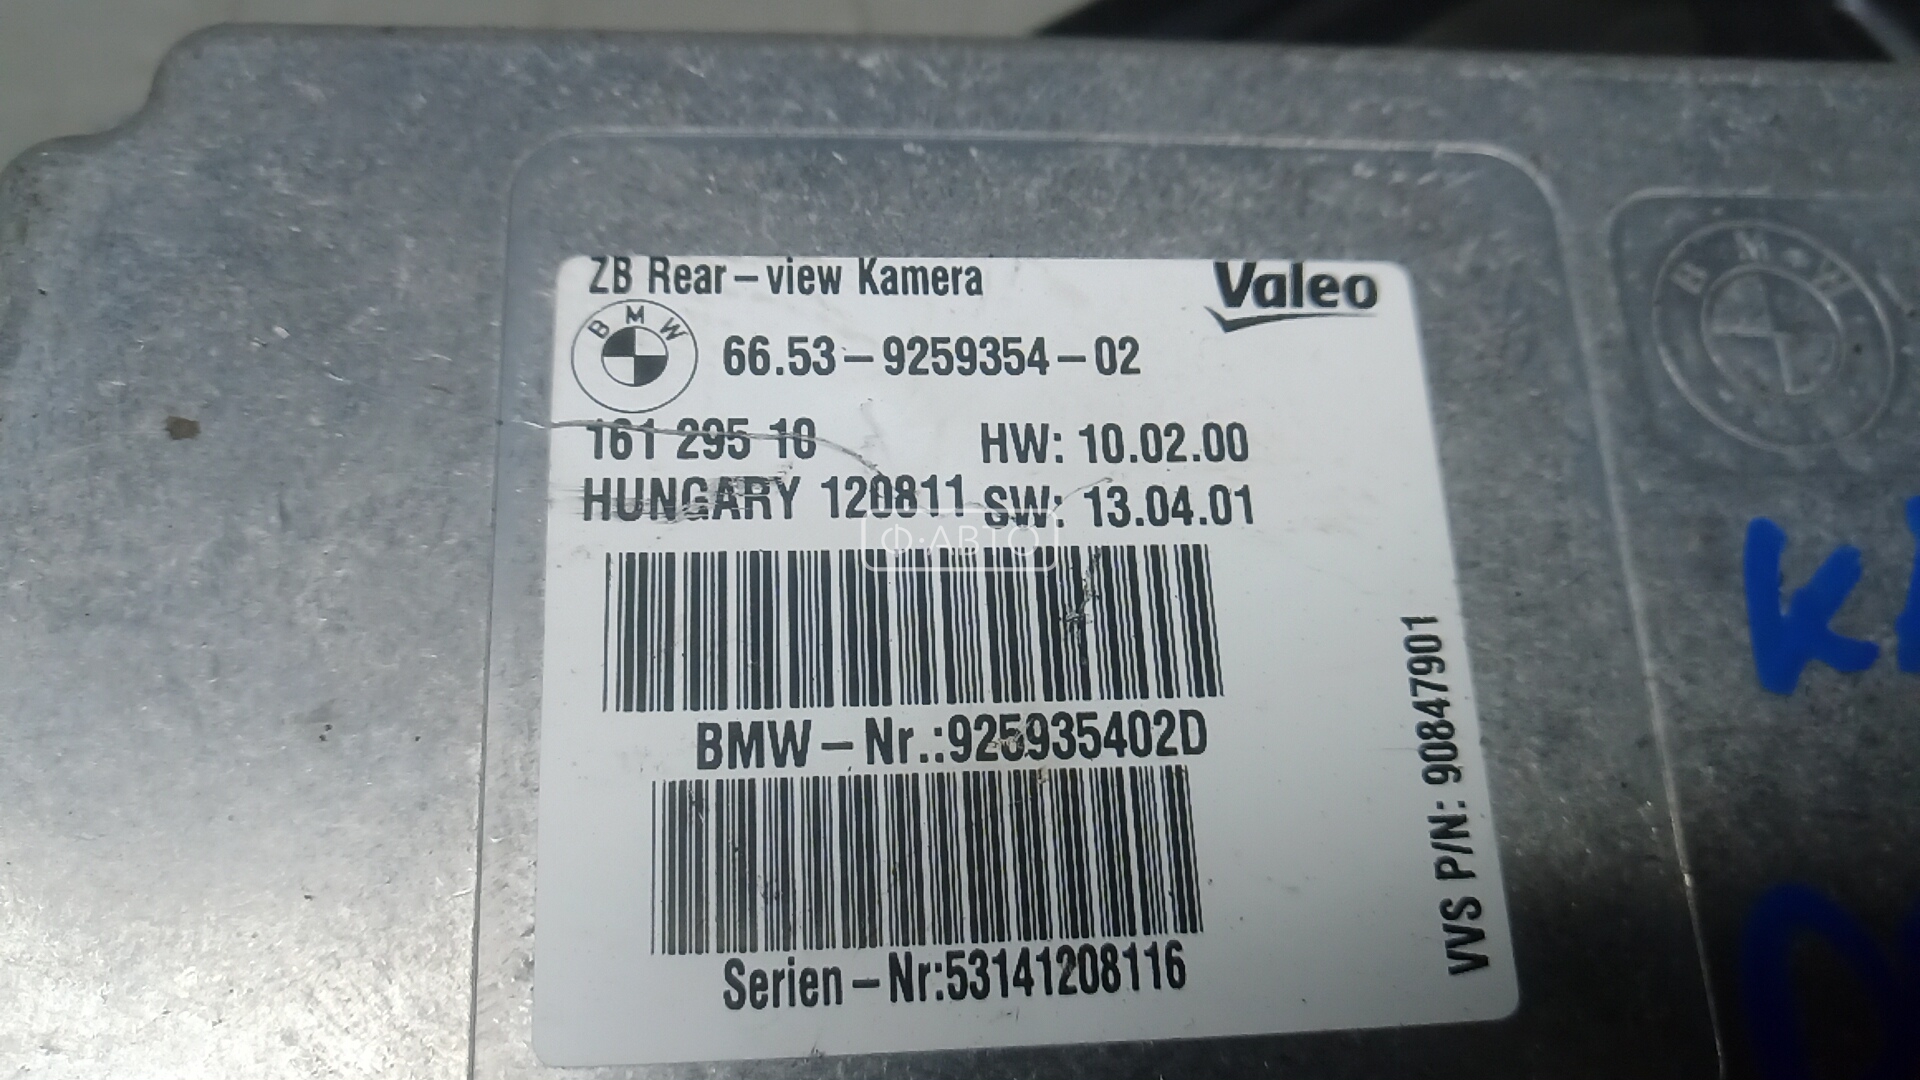 ZB Rear-view Kamera
Valeo
BMW
66.53-9259354-02
161 295 10
HW: 10.02.00
HUNGARY 120811
SW: 13.04.01
Ф·АВТО
BMW-Nr.:925935402D
Serien-Nr:53141208116
VVS P/N: 90847901
BMW